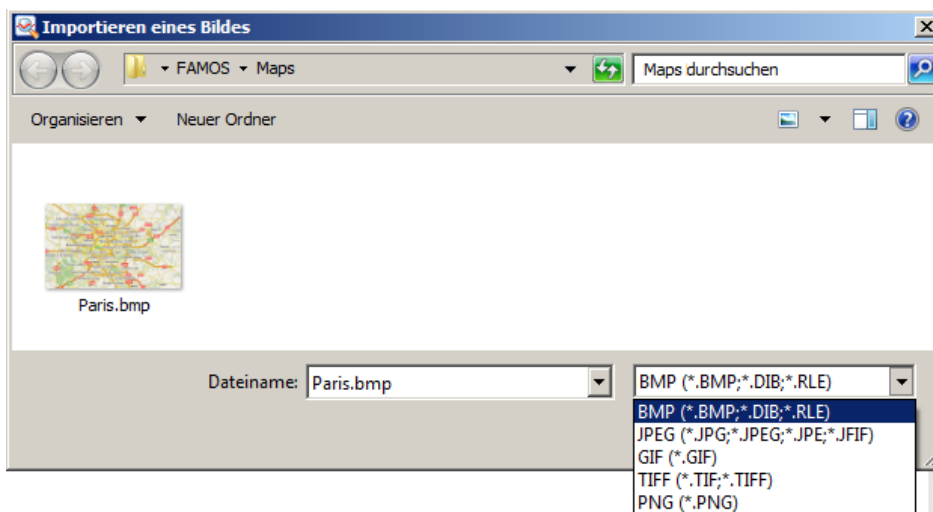 Importieren eines Bildes
FAMOS Maps
Maps durchsuchen
Organisieren Neuer Ordner
Paris.bmp
Dateiname: Paris.bmp
BMP (*.BMP;*.DIB;*.RLE)
BMP (*.BMP;*.DIB;*.RLE)
JPEG (*.JPG;*.JPEG;*.JPE;*.JFIF)
GIF (*.GIF)
TIFF (*.TIF;*.TIFF)
PNG (*.PNG)